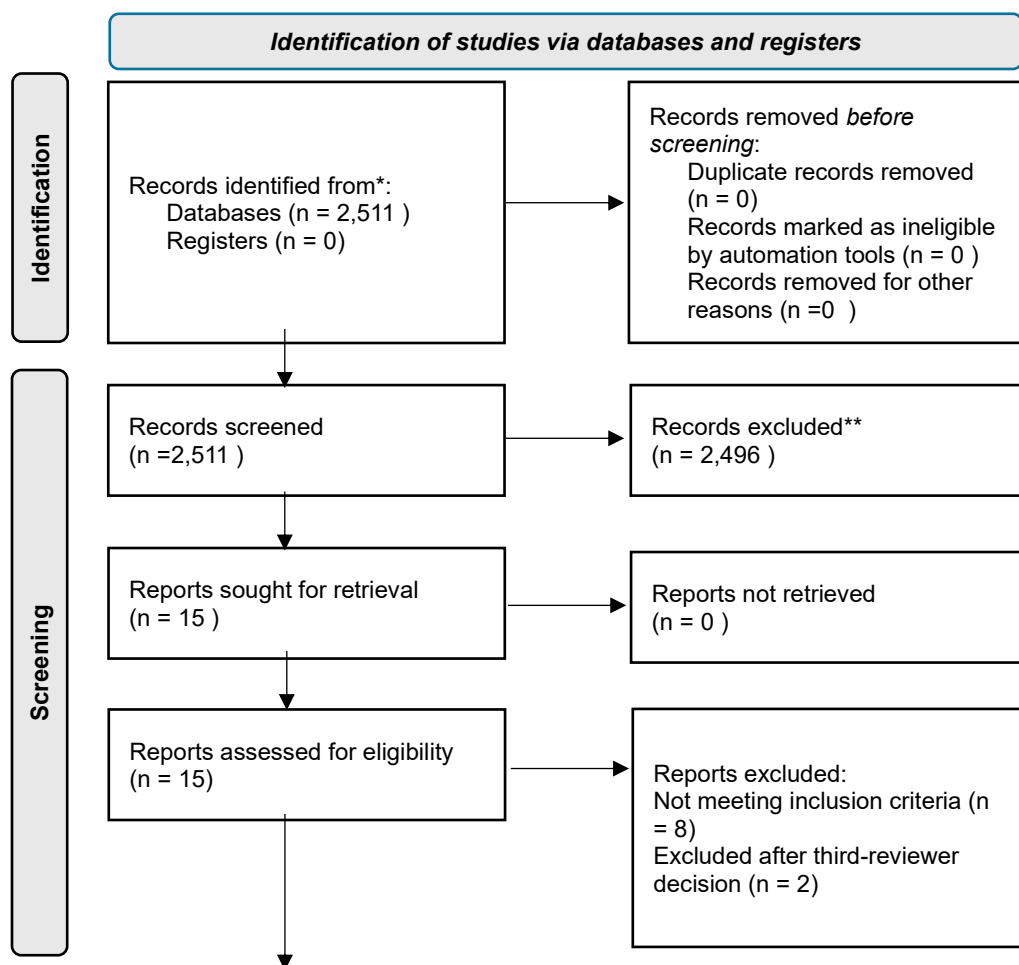 Identification of studies via databases and registers
Identification
Records identified from*:
Databases (n = 2,511 )
Registers (n = 0)
Records removed before
screening:
Duplicate records removed
(n = 0)
Records marked as ineligible
by automation tools (n = 0 )
Records removed for other
reasons (n =0 )
Screening
Records screened
(n =2,511 )
Records excluded**
(n = 2,496 )
Reports sought for retrieval
(n = 15 )
Reports not retrieved
(n = 0 )
Reports assessed for eligibility
(n = 15)
Reports excluded:
Not meeting inclusion criteria (n
= 8)
Excluded after third-reviewer
decision (n = 2)